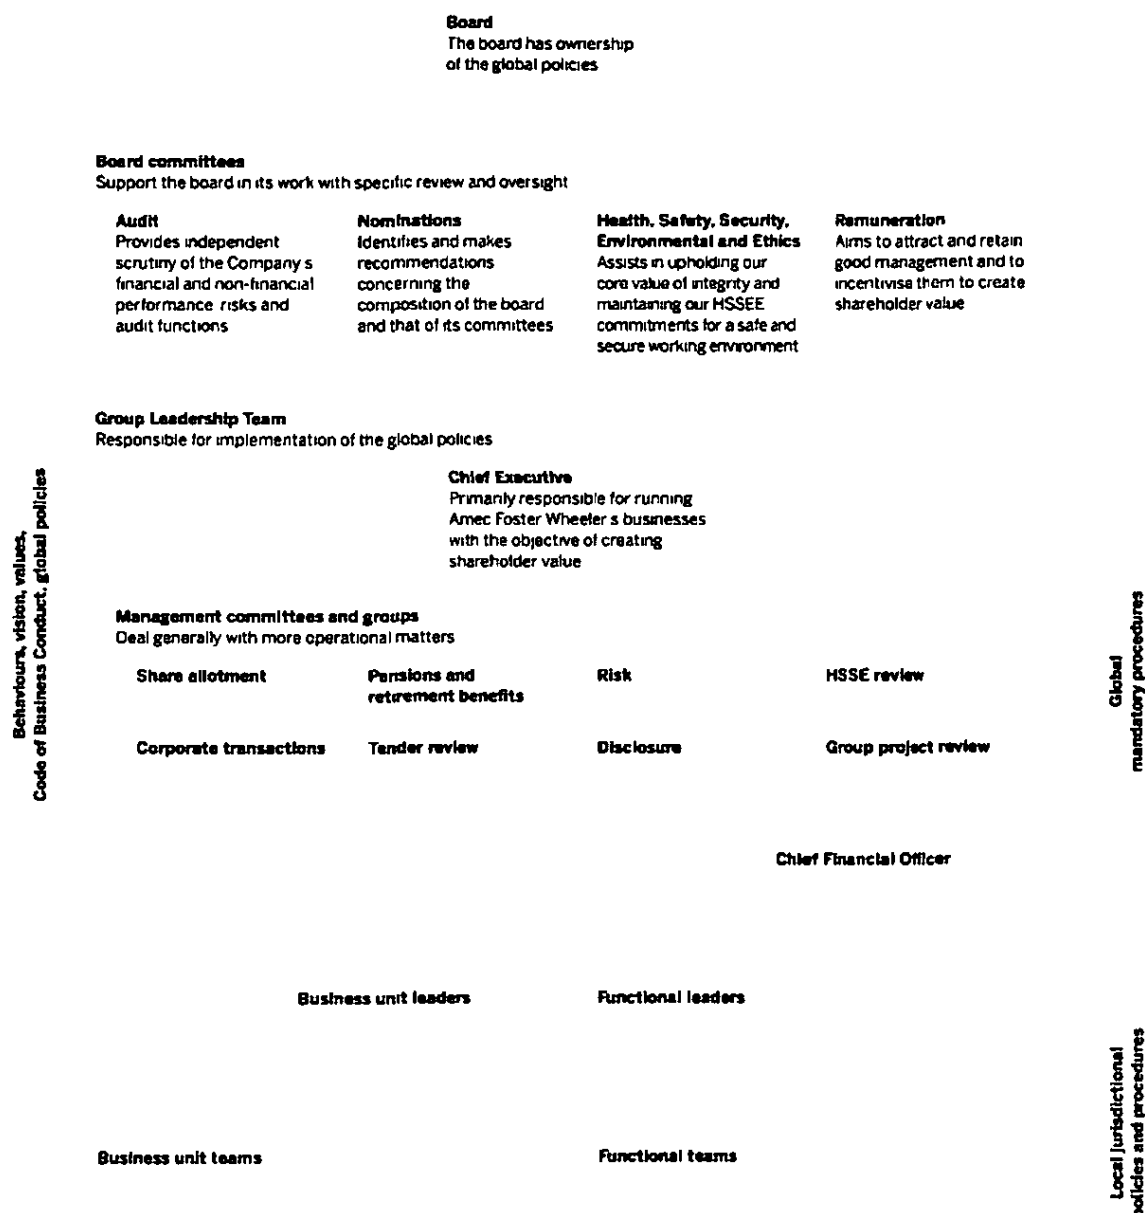 Board
The board has ownership
of the global policies
Board committees
Support the board in its work with specific review and oversight
Audit
Provides independent
scrutiny of the Company s
financial and non-financial
performance risks and
audit functions
Nominations
Identifies and makes
recommendations
concerning the
composition of the board
and that of its committees
Health, Safety, Security,
Environmental and Ethics
Assists in upholding our
core value of integrity and
maintaining our HSSEE
commitments for a safe and
secure working environment
Remuneration
Aims to attract and retain
good management and to
incentivise them to create
shareholder value
Group Leadership Team
Responsible for implementation of the global policies
Chief Executive
Primarily responsible for running
Amec Foster Wheeler s businesses
with the objective of creating
shareholder value
Management committees and groups
Deal generally with more operational matters
Share allotment
Pensions and
retirement benefits
Risk
HSSE review
Corporate transactions
Tender review
Disclosure
Group project review
Chief Financial Officer
Business unit leaders
Functional leaders
Business unit teams
Functional teams
Behaviours, vision, values,
Code of Business Conduct, global policies
Global
mandatory procedures
Local jurisdictional
policies and procedures